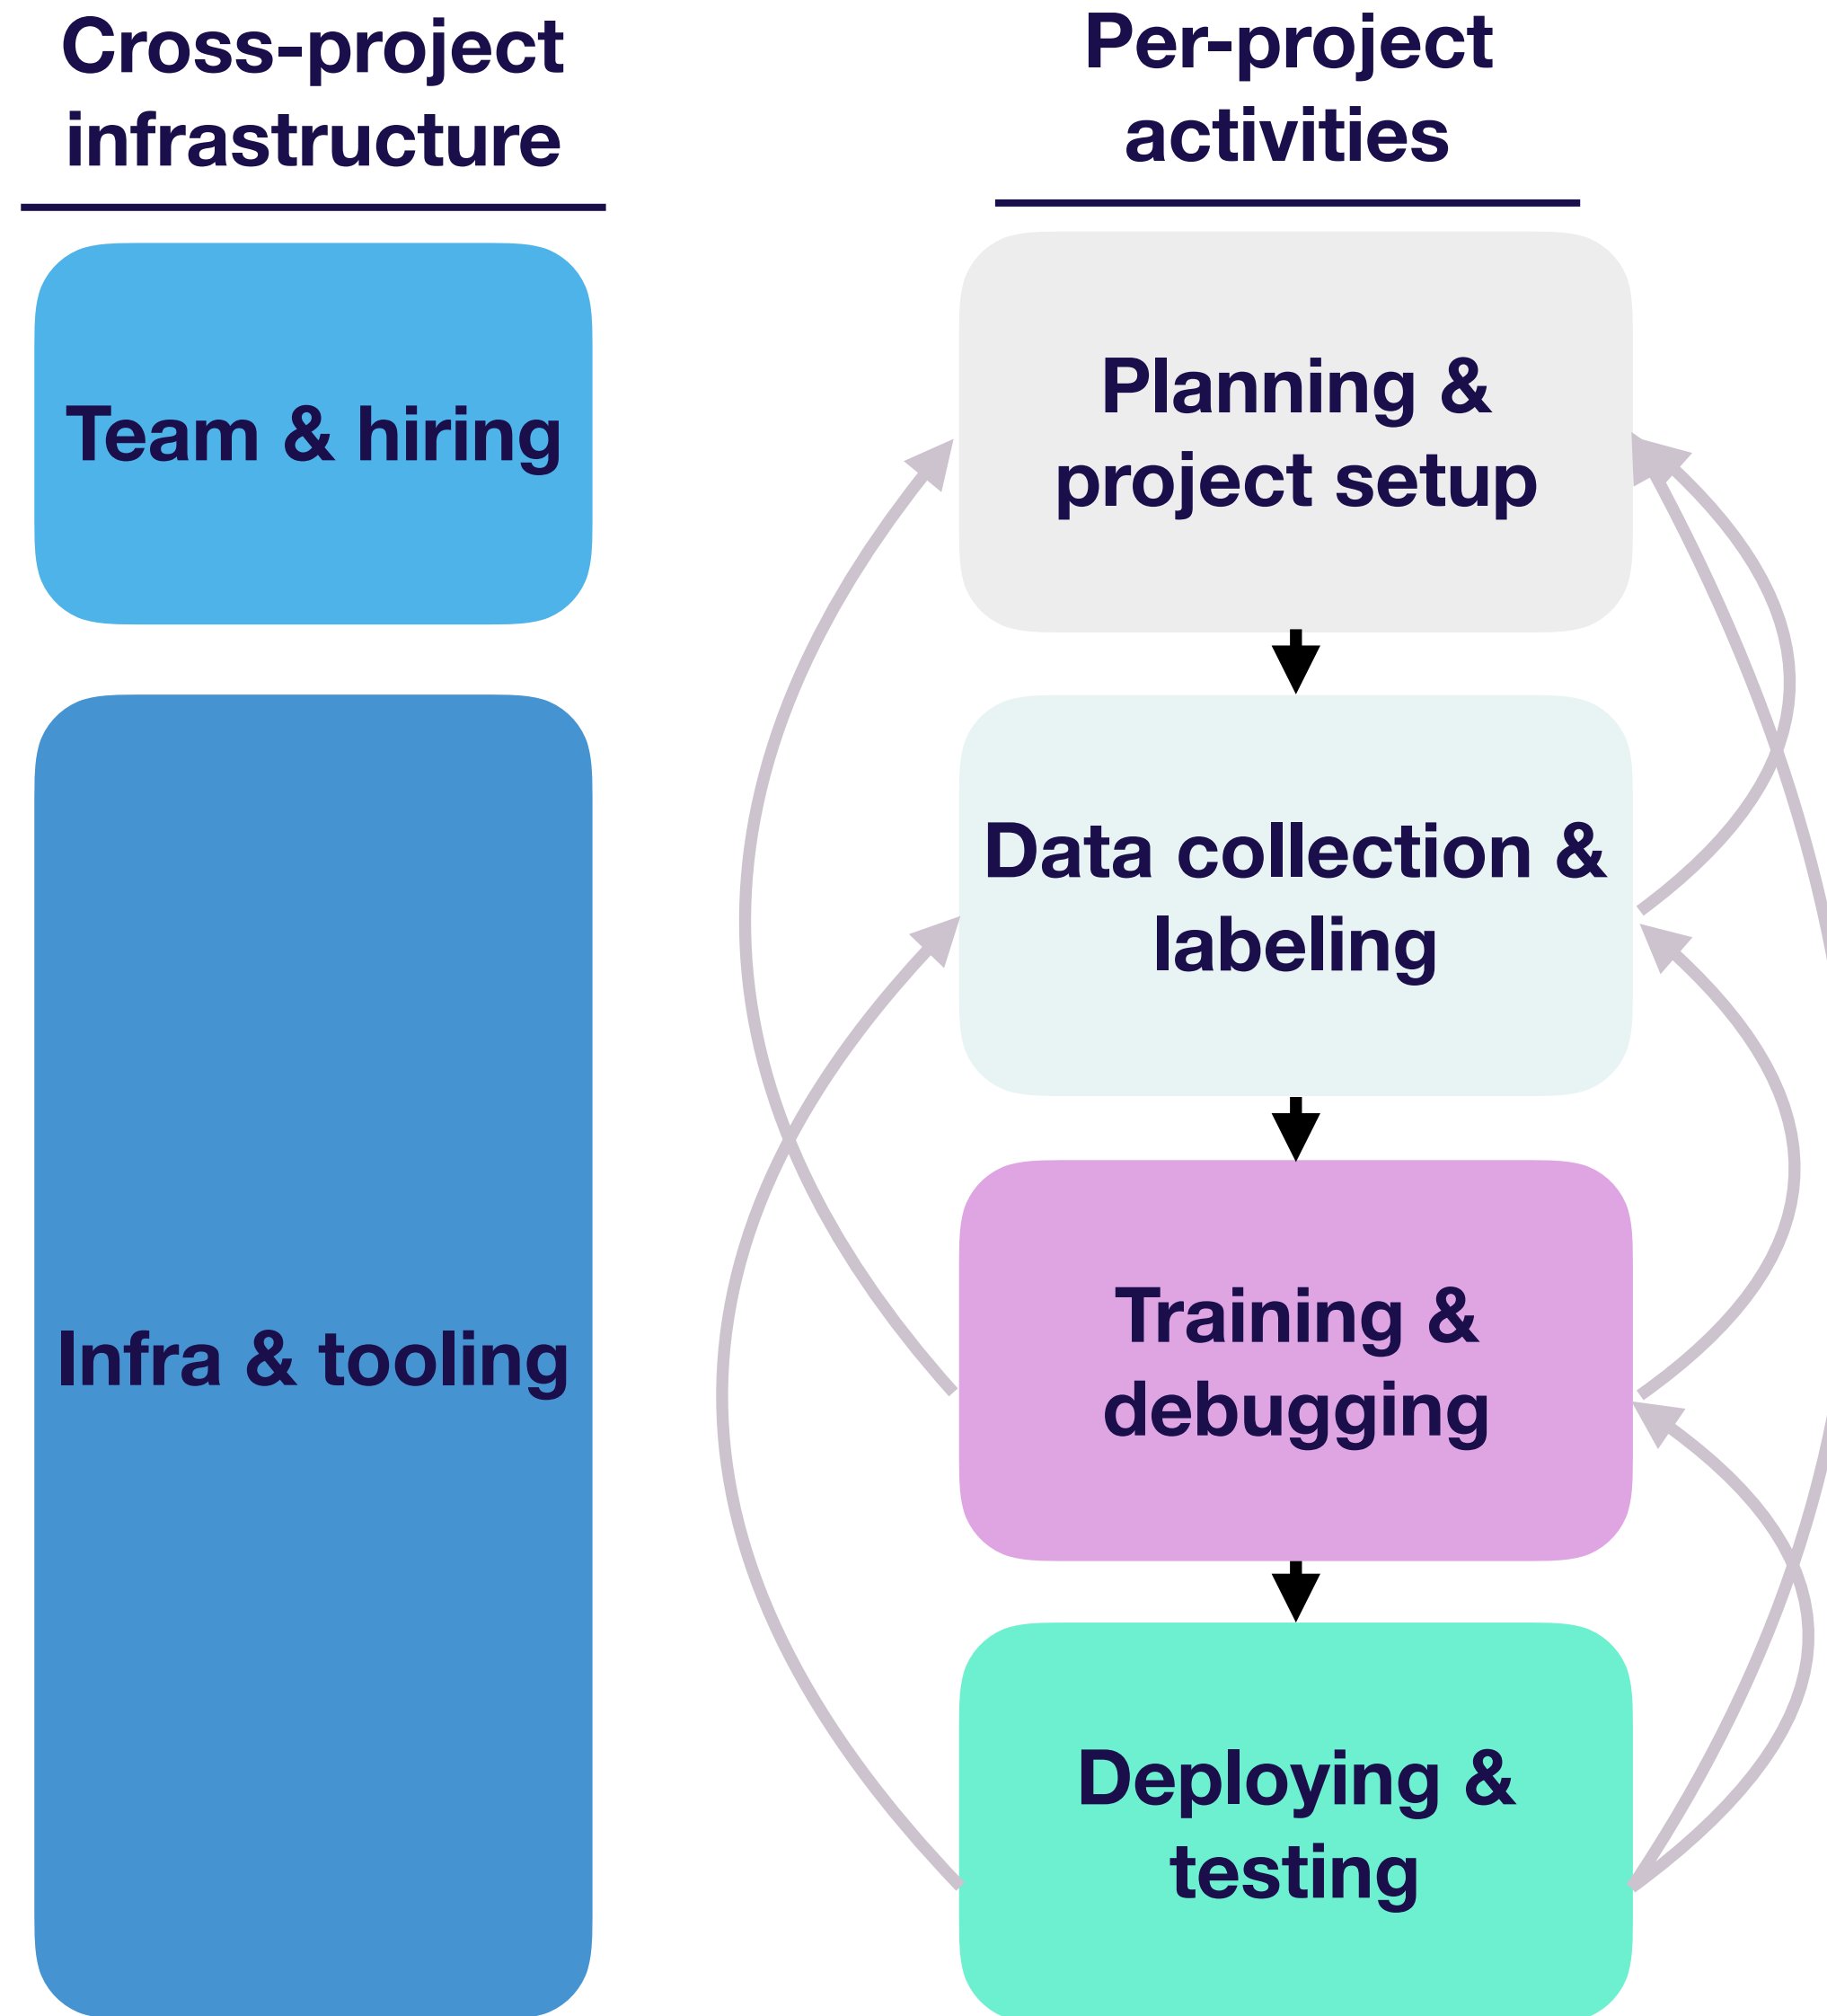 Cross-project
infrastructure
Team & hiring
Infra & tooling
Per-project
activities
Planning &
project setup
Data collection &
labeling
Training &
debugging
Deploying &
testing